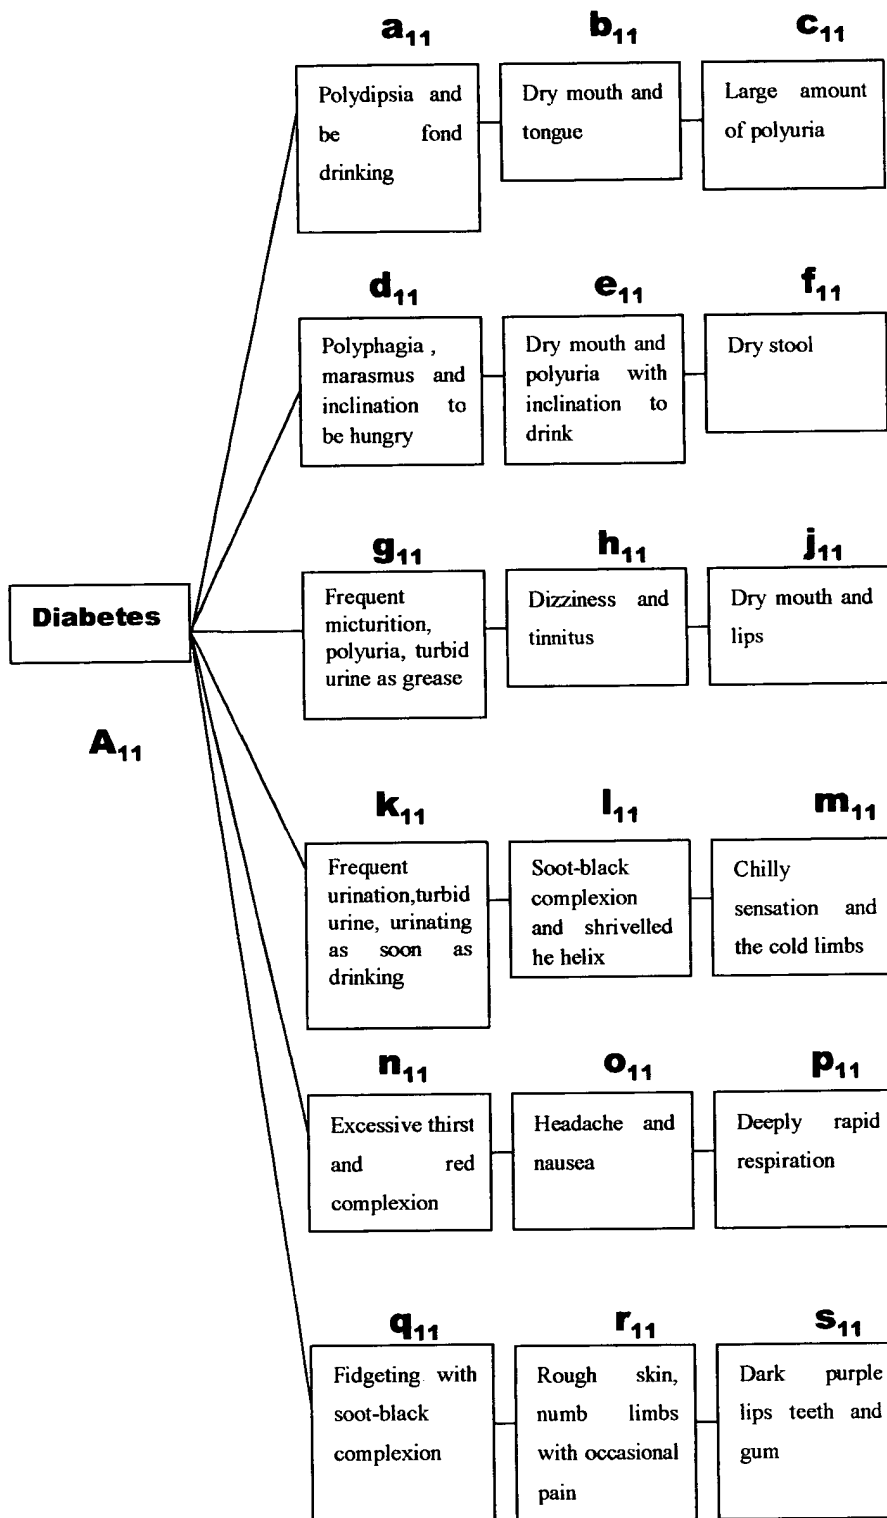 a11 b11 c11
Polydipsia and
be fond
drinking
Dry mouth and
tongue
Large amount
of polyuria
d11 e11 f11
Polyphagia ,
marasmus and
inclination to
be hungry
Dry mouth and
polyuria with
inclination to
drink
Dry stool
g11 h11 j11
Frequent
micturition,
polyuria, turbid
urine as grease
Dizziness and
tinnitus
Dry mouth and
lips
Diabetes
A11
k11 l11 m11
Frequent
urination,turbid
urine, urinating
as soon as
drinking
Soot-black
complexion
and shrivelled
he helix
Chilly
sensation and
the cold limbs
n11 o11 p11
Excessive thirst
and red
complexion
Headache and
nausea
Deeply rapid
respiration
q11 r11 s11
Fidgeting with
soot-black
complexion
Rough skin,
numb limbs
with occasional
pain
Dark purple
lips teeth and
gum